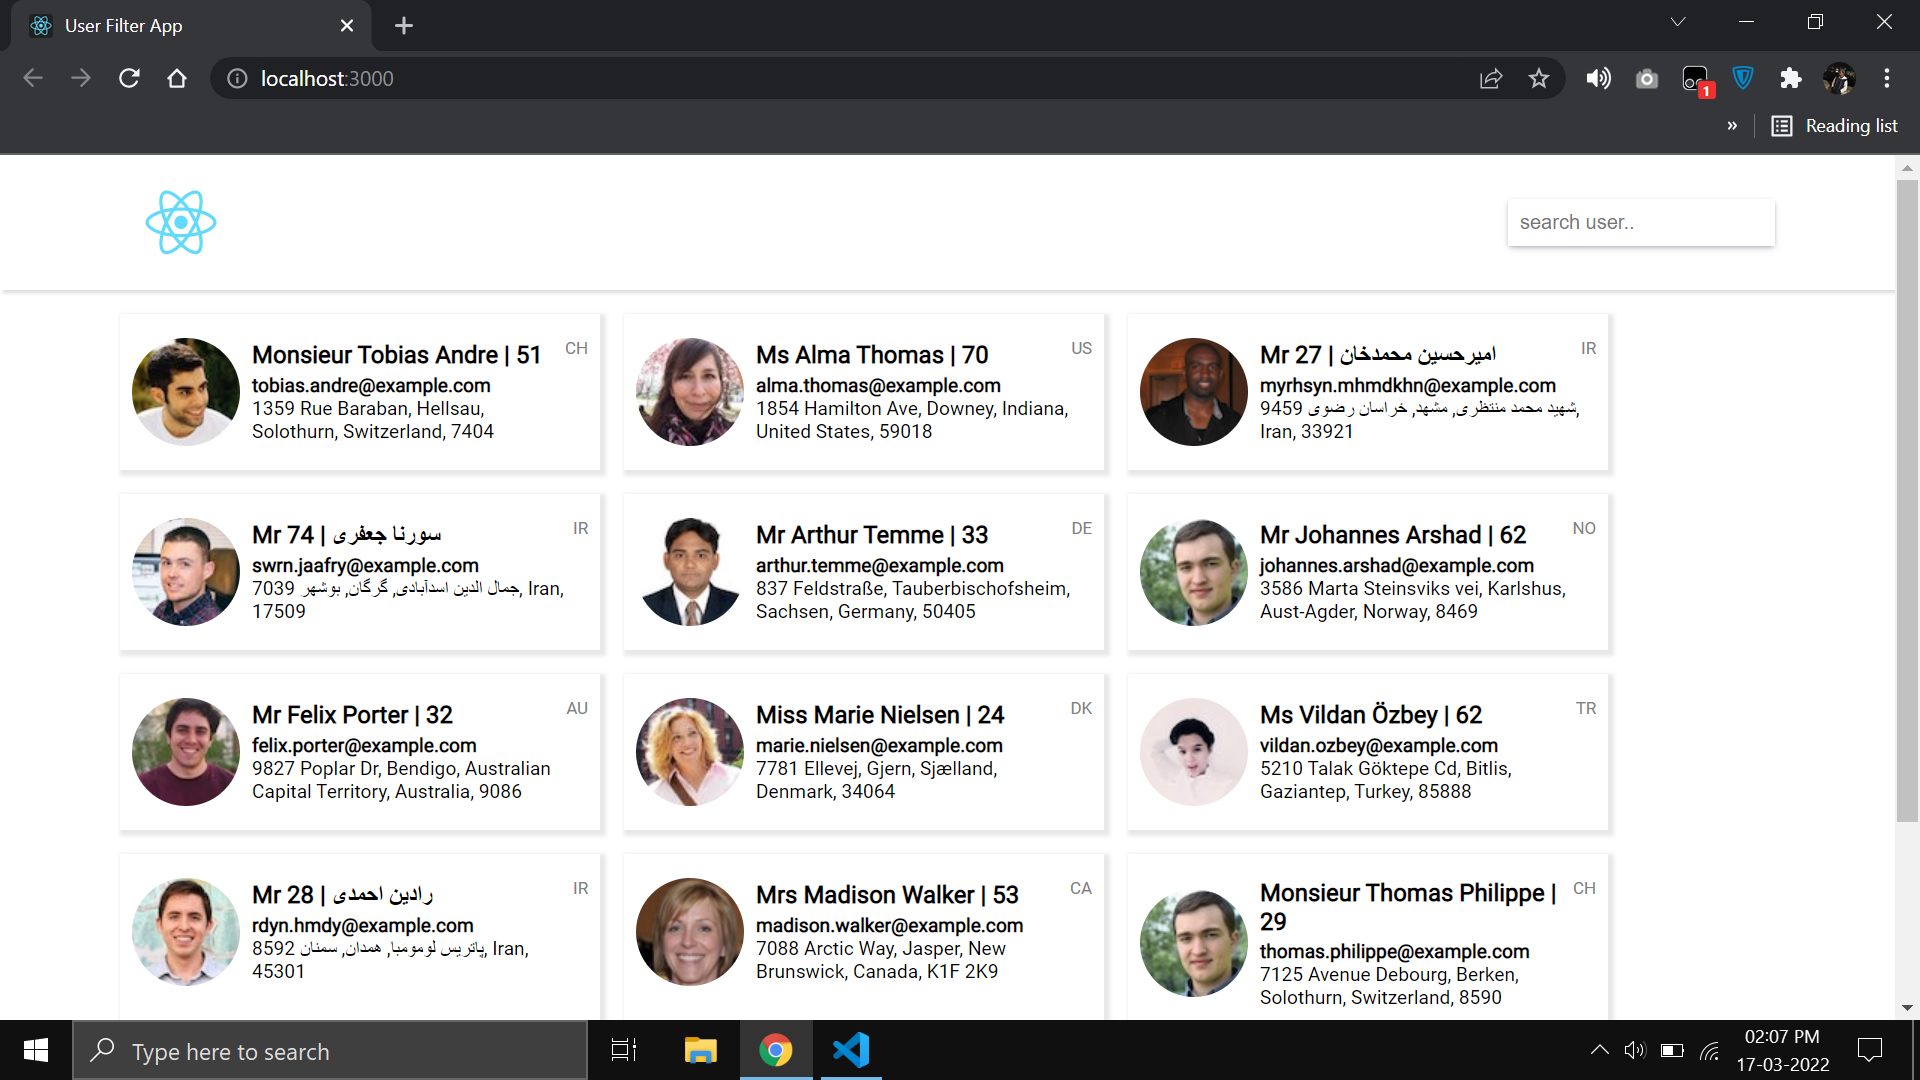 User Filter App
localhost:3000
1
» Reading list
search user..
Monsieur Tobias Andre | 51
CH
tobias.andre@example.com
1359 Rue Baraban, Hellsau,
Solothurn, Switzerland, 7404
Ms Alma Thomas | 70
US
alma.thomas@example.com
1854 Hamilton Ave, Downey, Indiana,
United States, 59018
Mr امیرحسین محمدخان | 27
IR
myrhsyn.mhmdkhn@example.com
9459 شهید محمد منتظری, مشهد, خراسان رضوی,
Iran, 33921
Mr سورنا جعفری | 74
IR
swrn.jaafry@example.com
7039 جمال الدین اسدآبادی, گرگان, بوشهر, Iran,
17509
Mr Arthur Temme | 33
DE
arthur.temme@example.com
837 Feldstraße, Tauberbischofsheim,
Sachsen, Germany, 50405
Mr Johannes Arshad | 62
NO
johannes.arshad@example.com
3586 Marta Steinsviks vei, Karlshus,
Aust-Agder, Norway, 8469
Mr Felix Porter | 32
AU
felix.porter@example.com
9827 Poplar Dr, Bendigo, Australian
Capital Territory, Australia, 9086
Miss Marie Nielsen | 24
DK
marie.nielsen@example.com
7781 Ellevej, Gjern, Sjælland,
Denmark, 34064
Ms Vildan Özbey | 62
TR
vildan.ozbey@example.com
5210 Talak Göktepe Cd, Bitlis,
Gaziantep, Turkey, 85888
Mr رادین احمدی | 28
IR
rdyn.hmdy@example.com
8592 پاتریس لومومبا, همدان, سمنان, Iran,
45301
Mrs Madison Walker | 53
CA
madison.walker@example.com
7088 Arctic Way, Jasper, New
Brunswick, Canada, K1F 2K9
Monsieur Thomas Philippe |
29
CH
thomas.philippe@example.com
7125 Avenue Debourg, Berken,
Solothurn, Switzerland, 8590
Type here to search
02:07 PM
17-03-2022